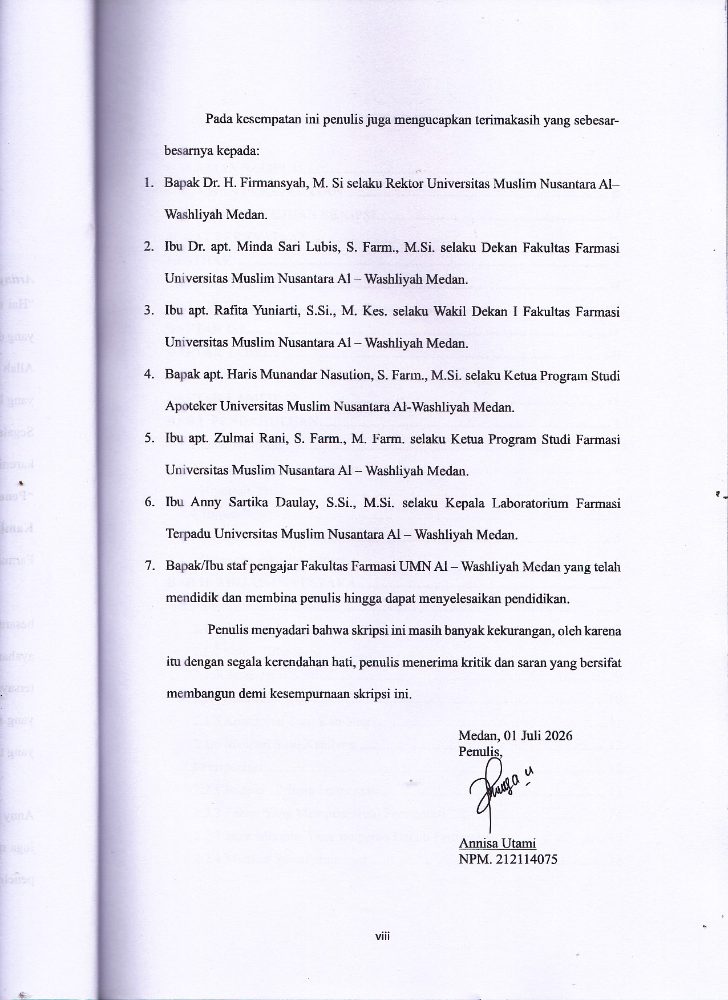 Pada kesempatan ini penulis juga mengucapkan terimakasih yang sebesar-
besarnya kepada:
1. Bapak Dr. H. Firmansyah, M. Si selaku Rektor Universitas Muslim Nusantara Al–
Washliyah Medan.
2. Ibu Dr. apt. Minda Sari Lubis, S. Farm., M.Si. selaku Dekan Fakultas Farmasi
Universitas Muslim Nusantara Al – Washliyah Medan.
3. Ibu apt. Rafita Yuniarti, S.Si., M. Kes. selaku Wakil Dekan I Fakultas Farmasi
Universitas Muslim Nusantara Al – Washliyah Medan.
4. Bapak apt. Haris Munandar Nasution, S. Farm., M.Si. selaku Ketua Program Studi
Apoteker Universitas Muslim Nusantara Al-Washliyah Medan.
5. Ibu apt. Zulmai Rani, S. Farm., M. Farm. selaku Ketua Program Studi Farmasi
Universitas Muslim Nusantara Al – Washliyah Medan.
6. Ibu Anny Sartika Daulay, S.Si., M.Si. selaku Kepala Laboratorium Farmasi
Terpadu Universitas Muslim Nusantara Al – Washliyah Medan.
7. Bapak/Ibu staf pengajar Fakultas Farmasi UMN Al – Washliyah Medan yang telah
mendidik dan membina penulis hingga dapat menyelesaikan pendidikan.
Penulis menyadari bahwa skripsi ini masih banyak kekurangan, oleh karena
itu dengan segala kerendahan hati, penulis menerima kritik dan saran yang bersifat
membangun demi kesempurnaan skripsi ini.
Medan, 01 Juli 2026
Penulis,
Annisa Utami
NPM. 212114075
viii